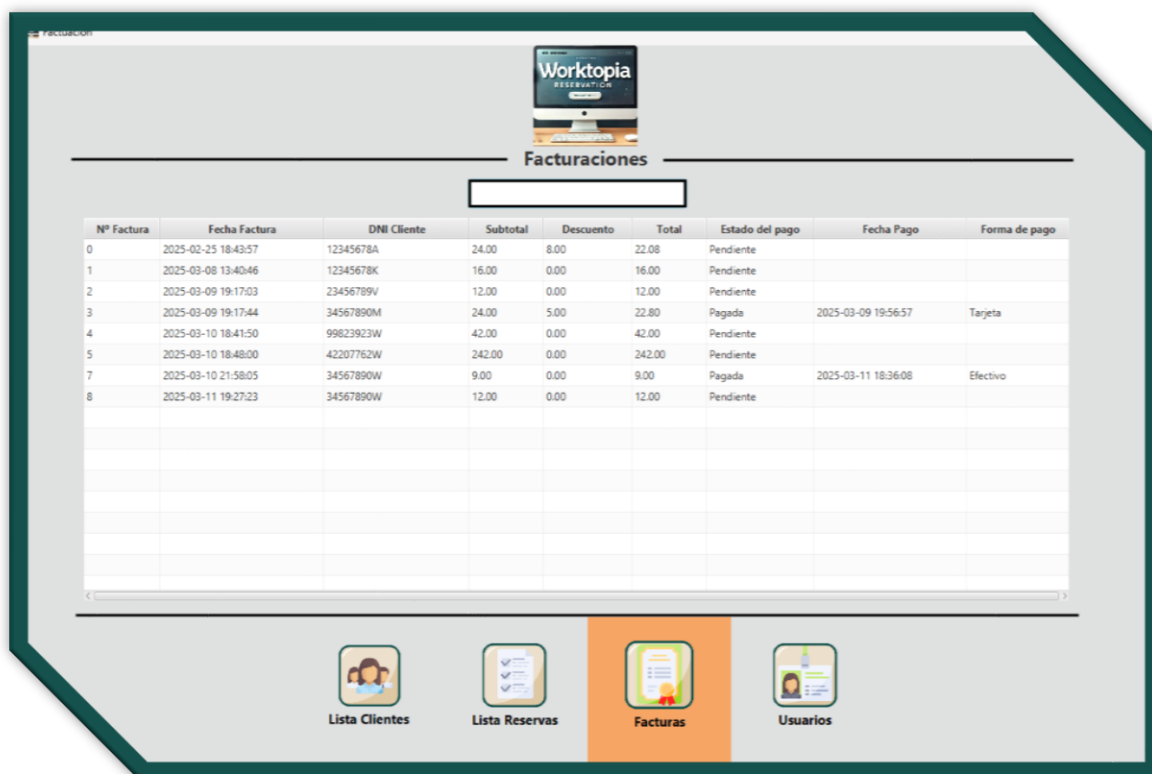 Factuación
Worktopia
RESERVATION
Facturaciones
Nº Factura Fecha Factura DNI Cliente Subtotal Descuento Total Estado del pago Fecha Pago Forma de pago
0 2025-02-25 18:43:57 12345678A 24.00 8.00 22.08 Pendiente
1 2025-03-08 13:40:46 12345678K 16.00 0.00 16.00 Pendiente
2 2025-03-09 19:17:03 23456789V 12.00 0.00 12.00 Pendiente
3 2025-03-09 19:17:44 34567890M 24.00 5.00 22.80 Pagada 2025-03-09 19:56:57 Tarjeta
4 2025-03-10 18:41:50 99823923W 42.00 0.00 42.00 Pendiente
5 2025-03-10 18:48:00 42207762W 242.00 0.00 242.00 Pendiente
7 2025-03-10 21:58:05 34567890W 9.00 0.00 9.00 Pagada 2025-03-11 18:36:08 Efectivo
8 2025-03-11 19:27:23 34567890W 12.00 0.00 12.00 Pendiente
Lista Clientes Lista Reservas Facturas Usuarios